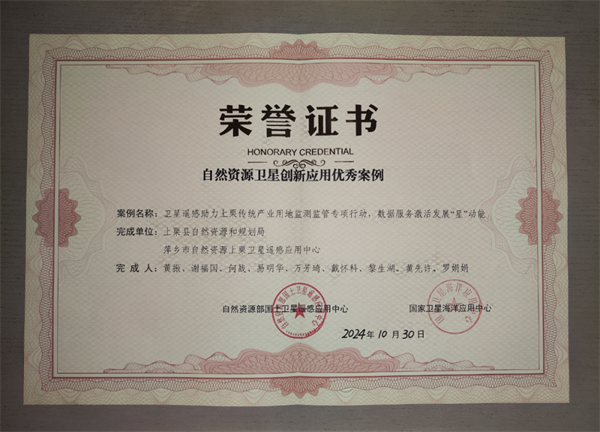 荣誉证书
HONORARY CREDENTIAL
自然资源卫星创新应用优秀案例
案例名称：卫星遥感助力上栗传统产业用地监测监管专项行动，数据服务激活发展“星”动能
完成单位：上栗县自然资源和规划局
萍乡市自然资源上栗卫星遥感应用中心
完成人：黄振、谢福国、何战、易明华、万芳琦、戴怀科、黎生湖、黄先许、罗娟娟
自然资源部国土卫星遥感应用中心 国家卫星海洋应用中心
2024年10月30日